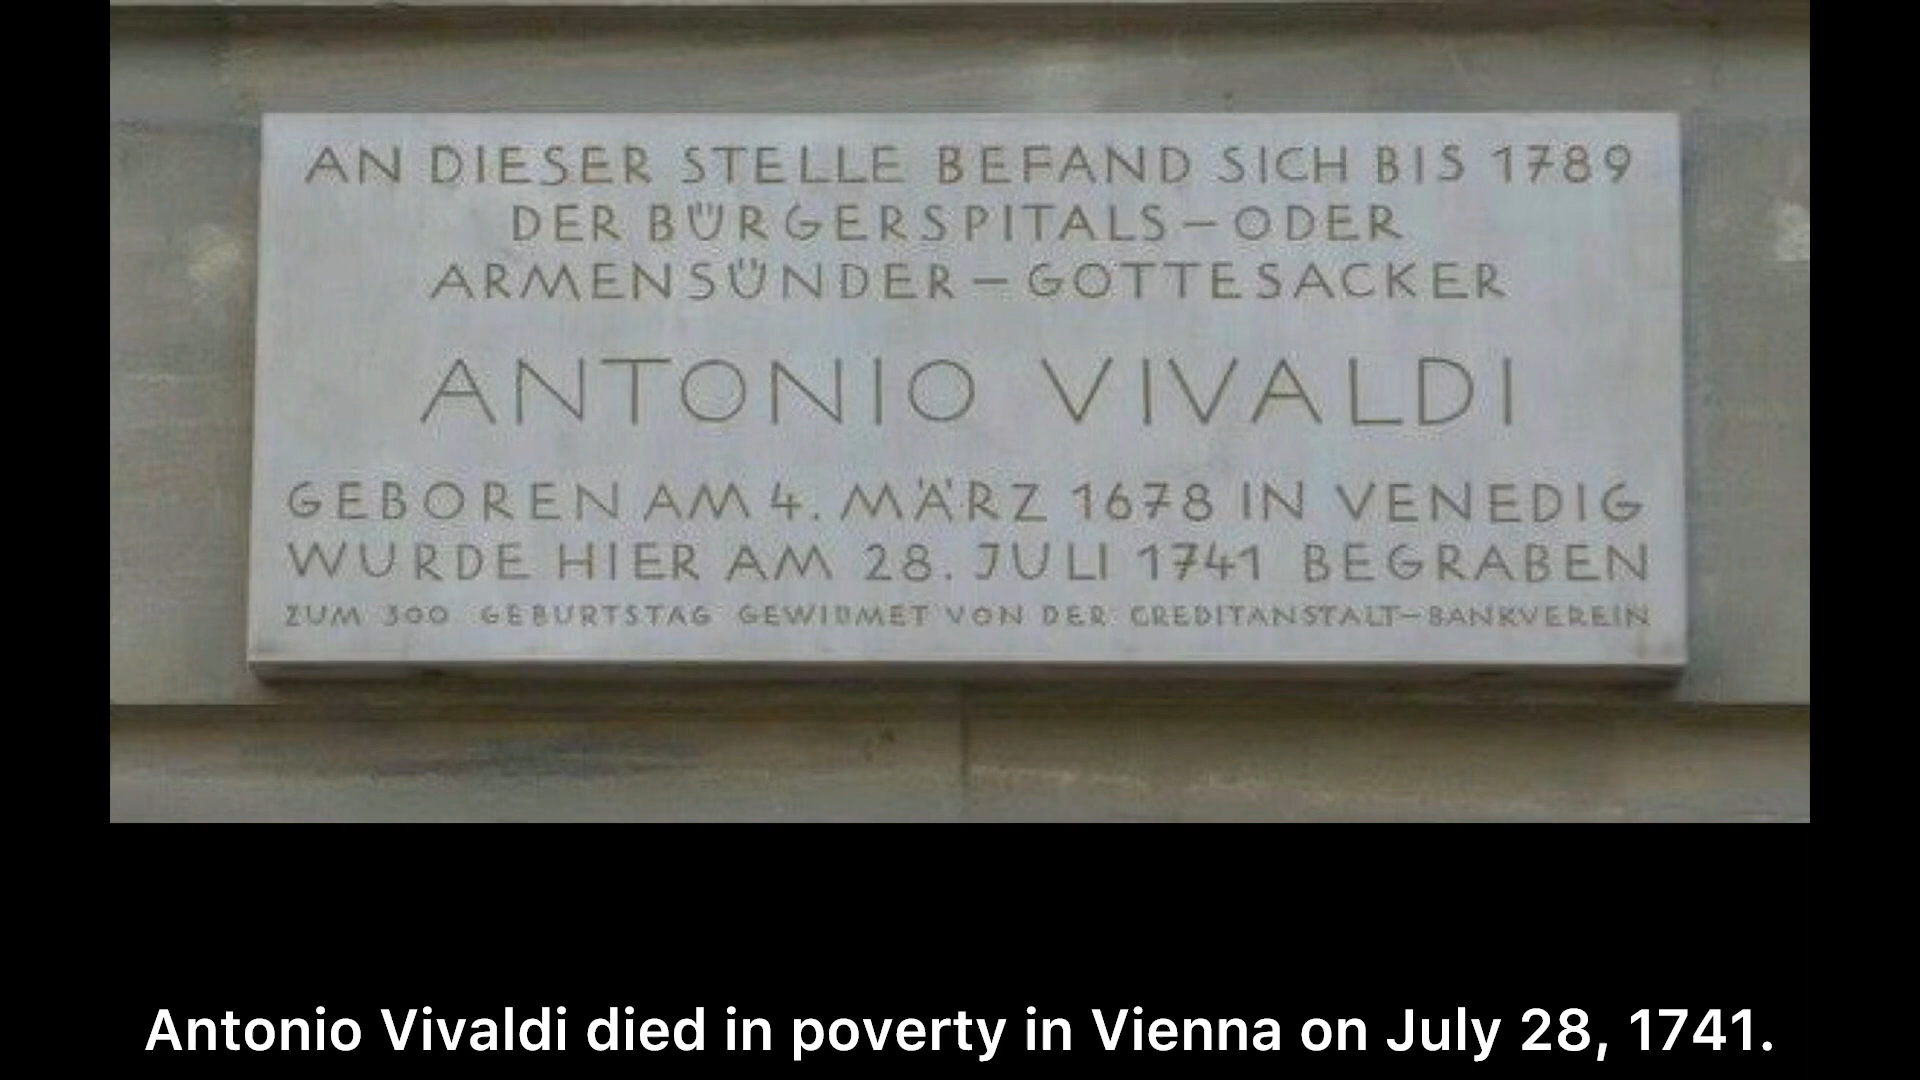 AN DIESER STELLE BEFAND SICH BIS 1789
DER BÜRGERSPITALS – ODER
ARMENSÜNDER – GOTTESACKER
ANTONIO VIVALDI
GEBOREN AM 4. MÄRZ 1678 IN VENEDIG
WURDE HIER AM 28. JULI 1741 BEGRABEN
ZUM 300 GEBURTSTAG GEWIDMET VON DER CREDITANSTALT–BANKVEREIN
Antonio Vivaldi died in poverty in Vienna on July 28, 1741.